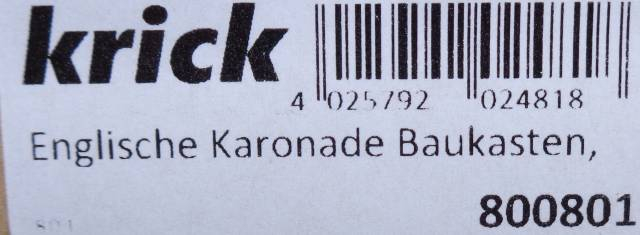 krick
4 025792 024818
Englische Karonade Baukasten,
800801